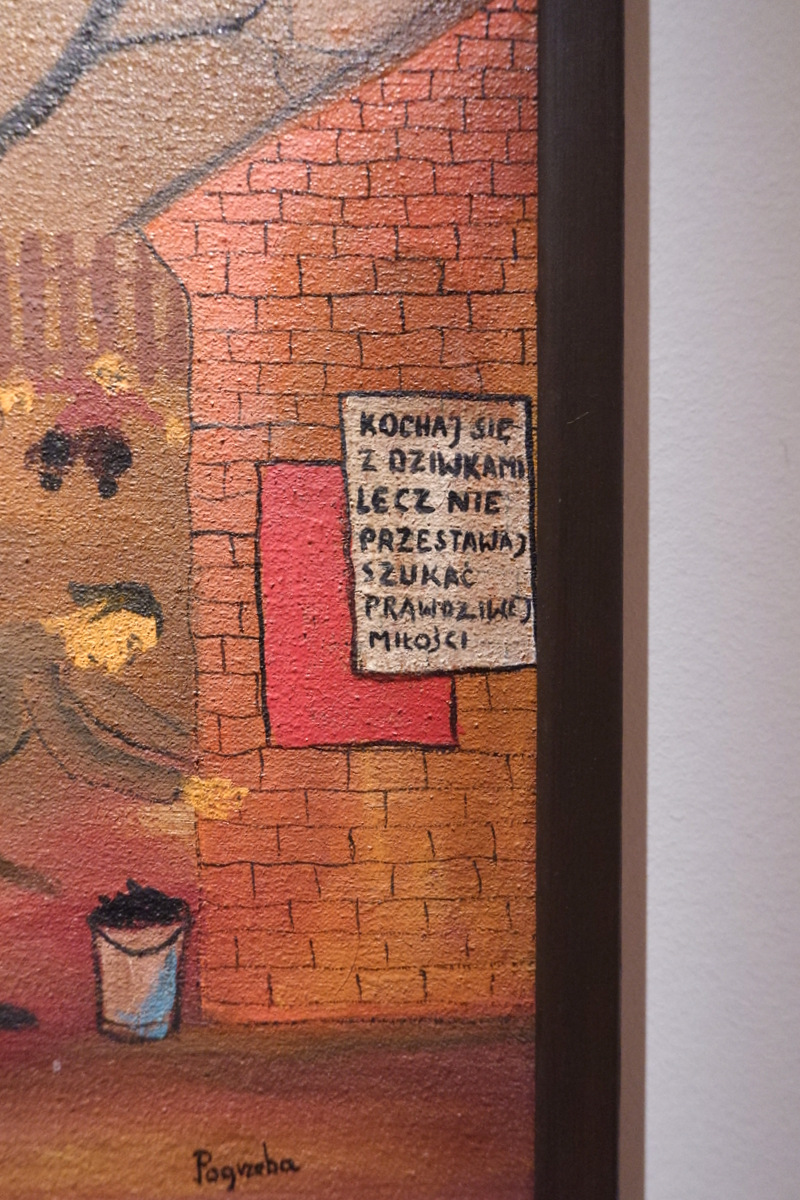 KOCHAJ SIĘ
Z DZIWKAMI
LECZ NIE
PRZESTAWAJ
SZUKAĆ
PRAWDZIWEJ
MIŁOŚCI
Pogrzeba